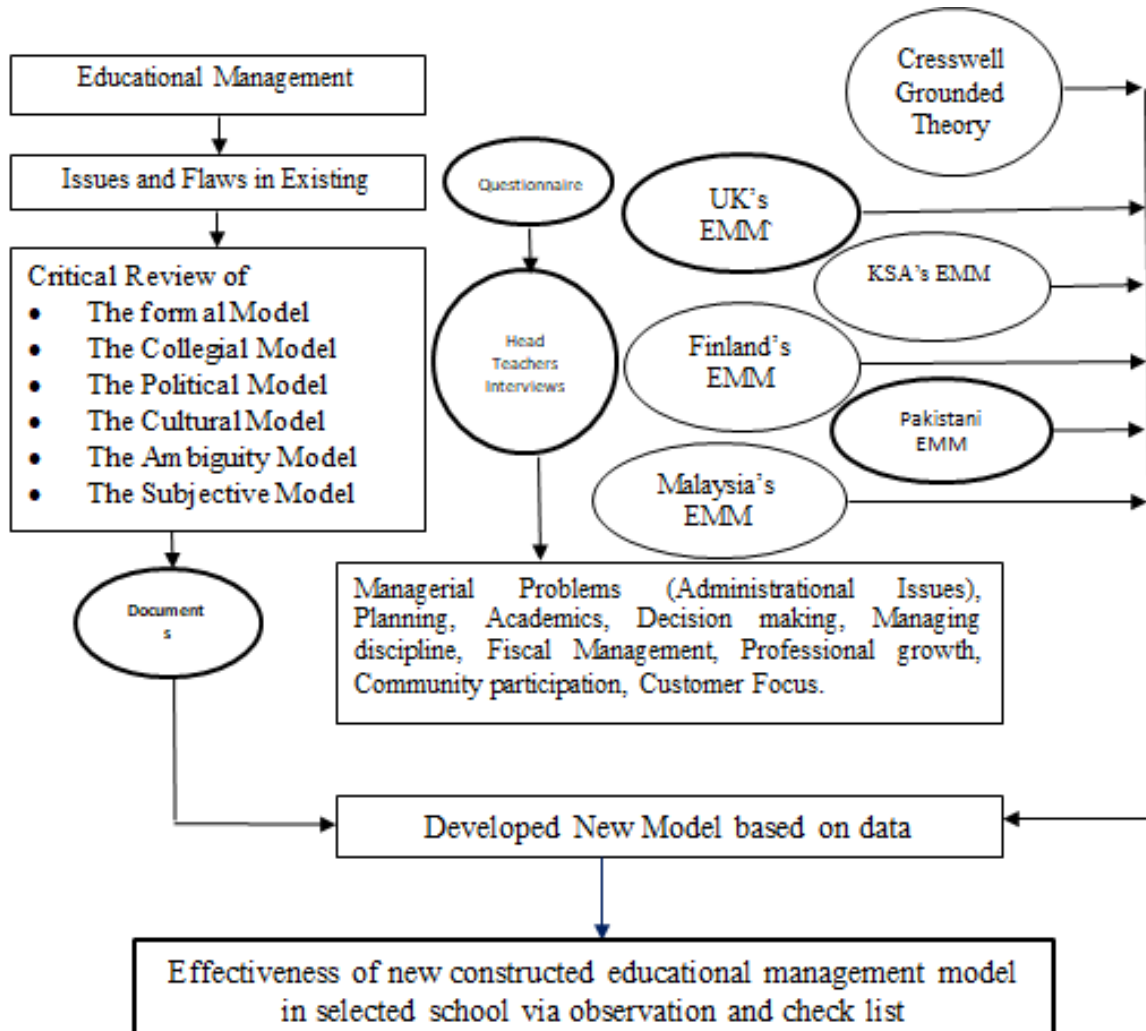 Educational Management
Issues and Flaws in Existing
Critical Review of
• The formal Model
• The Collegial Model
• The Political Model
• The Cultural Model
• The Ambiguity Model
• The Subjective Model
Document
s
Questionnaire
Head
Teachers
Interviews
Cresswell
Grounded
Theory
UK’s
EMM`
KSA’s EMM
Finland’s
EMM
Pakistani
EMM
Malaysia’s
EMM
Managerial Problems (Administrational Issues),
Planning, Academics, Decision making, Managing
discipline, Fiscal Management, Professional growth,
Community participation, Customer Focus.
Developed New Model based on data
Effectiveness of new constructed educational management model
in selected school via observation and check list